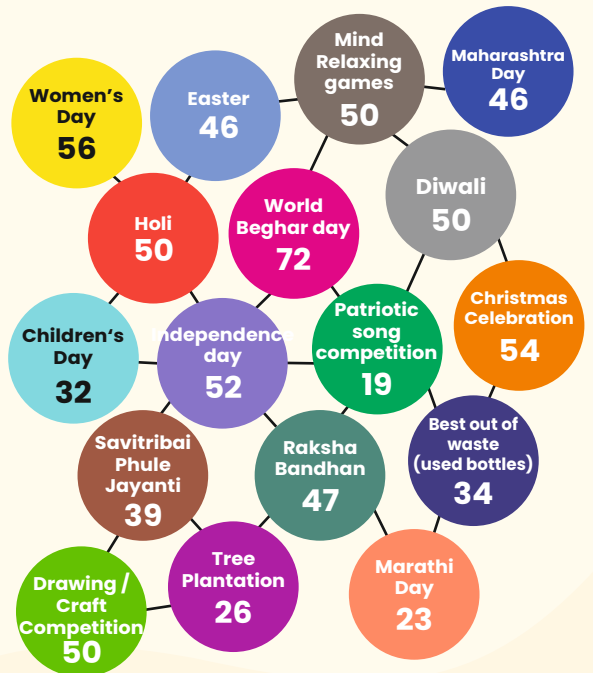 Mind
Relaxing
games
50
Maharashtra
Day
46
Women’s
Day
56
Easter
46
Diwali
50
Holi
50
World
Beghar day
72
Christmas
Celebration
54
Patriotic
song
competition
19
Children‘s
Day
32
Independence
day
52
Best out of
waste
(used bottles)
34
Savitribai
Phule
Jayanti
39
Raksha
Bandhan
47
Tree
Plantation
26
Marathi
Day
23
Drawing /
Craft
Competition
50